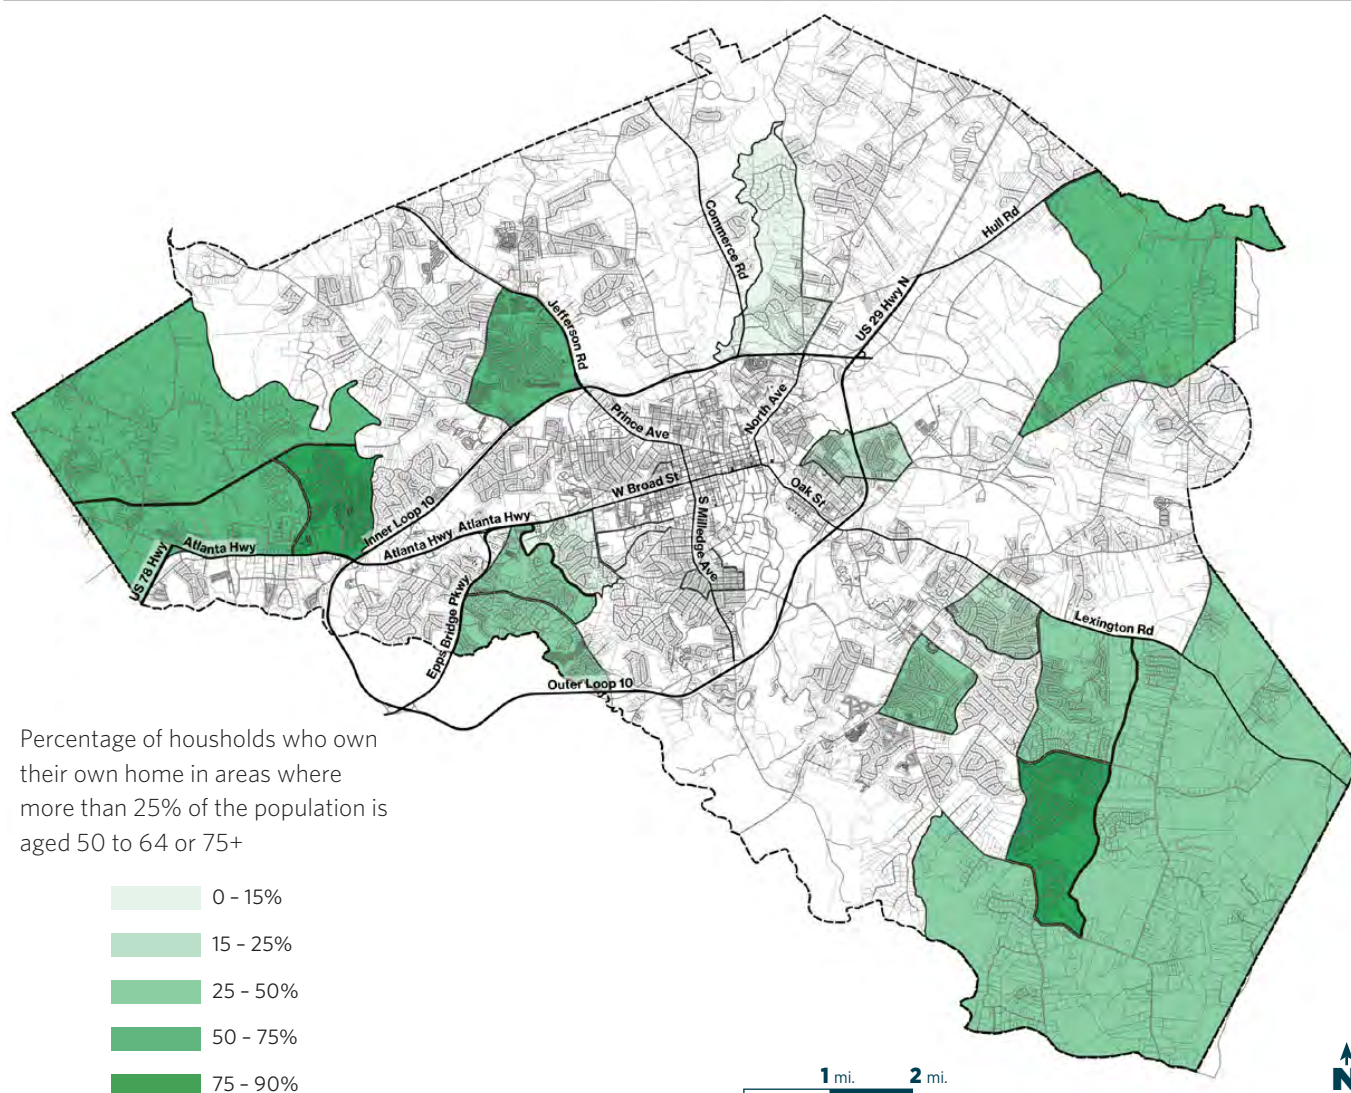 Commerce Rd
Hull Rd
US 29 Hwy N
Jefferson Rd
Prince Ave
North Ave
W Broad St
Oak St
S Milledge Ave
Inner Loop 10
Atlanta Hwy
Atlanta Hwy
Atlanta Hwy
US 78 Hwy
Epps Bridge Pkwy
Outer Loop 10
Lexington Rd
Percentage of housholds who own
their own home in areas where
more than 25% of the population is
aged 50 to 64 or 75+
0 – 15%
15 – 25%
25 – 50%
50 – 75%
75 – 90%
1 mi. 2 mi.
N